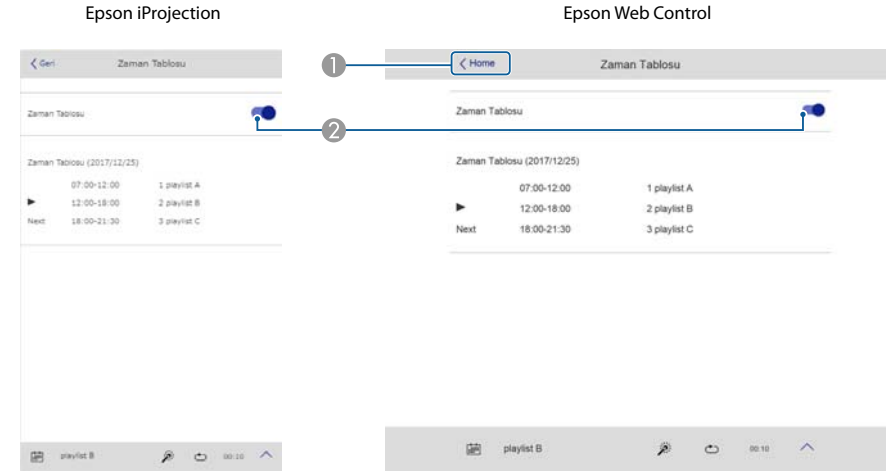 Epson iProjection
Geri Zaman Tablosu
Zaman Tablosu
Zaman Tablosu (2017/12/25)
07:00-12:00 1 playlist A
12:00-18:00 2 playlist B
Next 18:00-21:30 3 playlist C
playlist B 00:10
1
2
Epson Web Control
Home Zaman Tablosu
Zaman Tablosu
Zaman Tablosu (2017/12/25)
07:00-12:00 1 playlist A
12:00-18:00 2 playlist B
Next 18:00-21:30 3 playlist C
playlist B 00:10